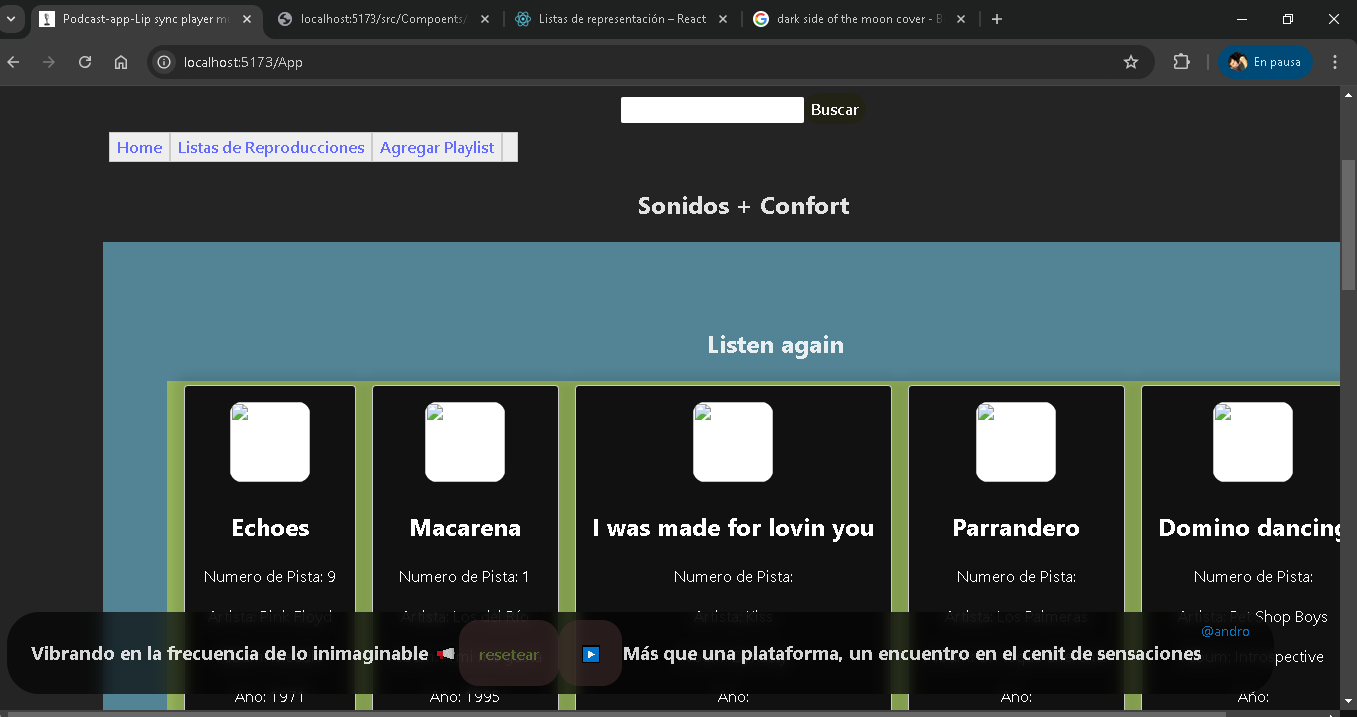 Podcast-app-Lip sync player mu
localhost:5173/src/Compoents/
Listas de representación – React
dark side of the moon cover - B
localhost:5173/App
En pausa
Buscar
Home Listas de Reproducciones Agregar Playlist
Sonidos + Confort
Listen again
Echoes Macarena I was made for lovin you Parrandero Domino dancing
Numero de Pista: 9 Numero de Pista: 1 Numero de Pista: Numero de Pista: Numero de Pista:
Artista: Pink Floyd Artista: Los del Río Artista: Kiss Artista: Los Palmeras Artista: Pet Shop Boys
@andro
Vibrando en la frecuencia de lo inimaginable resetear Más que una plataforma, un encuentro en el cenit de sensaciones
Album: Introspective
Año: 1971 Año: 1995 Año: Año: Año: